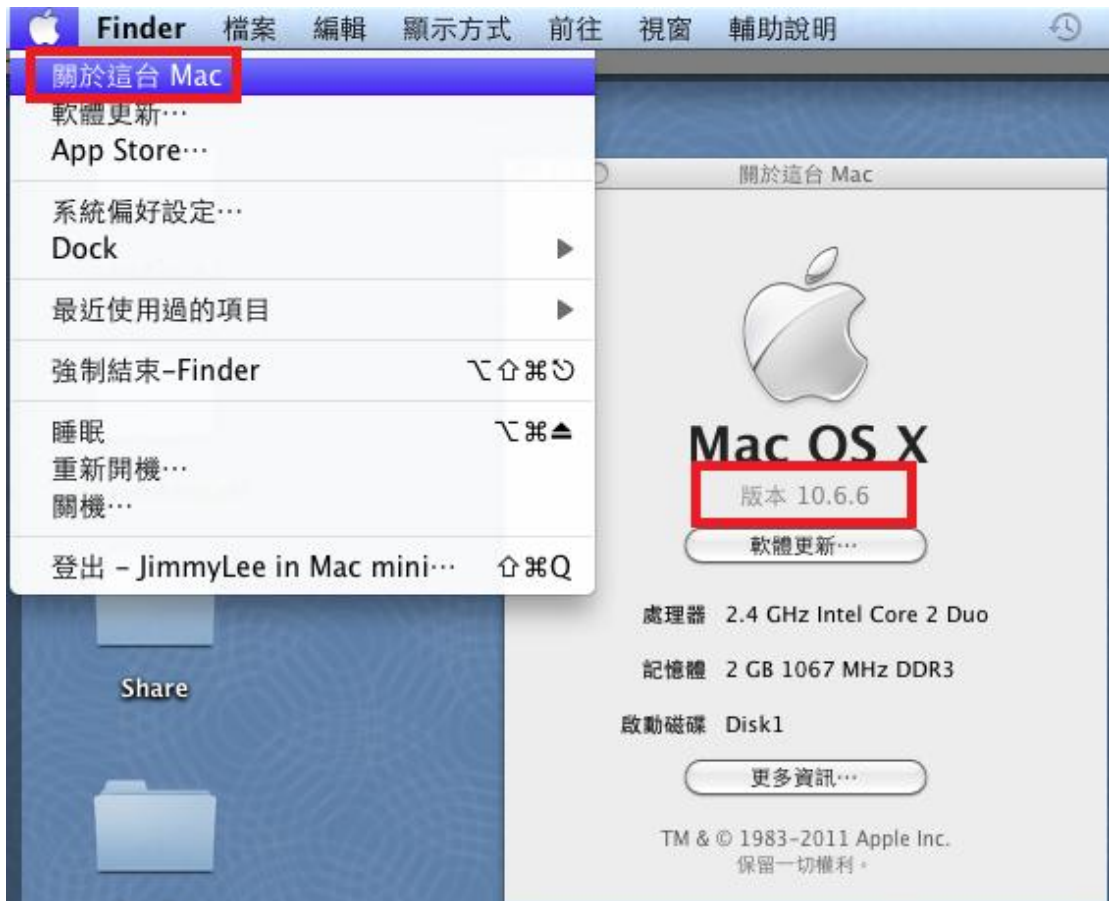 Finder 檔案 編輯 顯示方式 前往 視窗 輔助說明
關於這台 Mac
軟體更新⋯
App Store⋯
系統偏好設定⋯
Dock ▶
最近使用過的項目 ▶
強制結束-Finder ⌥⇧⌘⎋
睡眠 ⌥⌘⏏
重新開機⋯
關機⋯
登出 – JimmyLee in Mac mini⋯ ⇧⌘Q
Share
關於這台 Mac
Mac OS X
版本 10.6.6
軟體更新⋯
處理器 2.4 GHz Intel Core 2 Duo
記憶體 2 GB 1067 MHz DDR3
啟動磁碟 Disk1
更多資訊⋯
TM & © 1983-2011 Apple Inc.
保留一切權利。